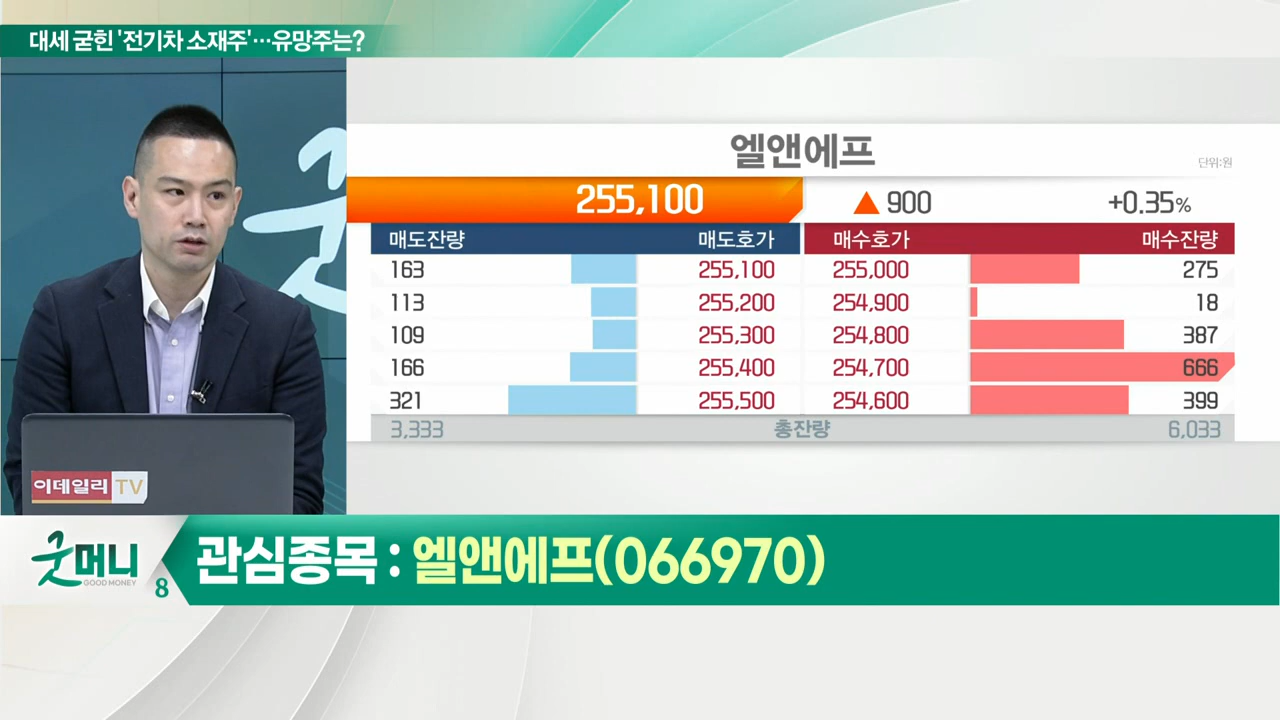 대세 굳힌 '전기차 소재주'…유망주는?
엘앤에프
단위:원
255,100 ▲ 900 +0.35%
매도잔량 매도호가 매수호가 매수잔량
163 255,100 255,000 275
113 255,200 254,900 18
109 255,300 254,800 387
166 255,400 254,700 666
321 255,500 254,600 399
3,333 총잔량 6,033
이데일리 TV
굿머니
GOOD MONEY
8
관심종목 : 엘앤에프(066970)